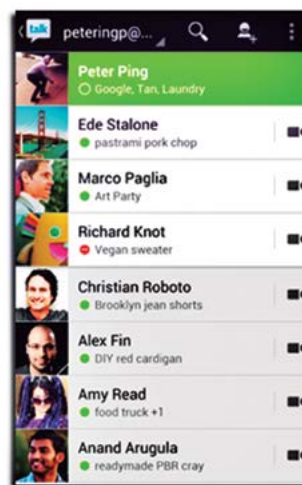 talk peteringp@...
Peter Ping
Google, Tan, Laundry
Ede Stalone
pastrami pork chop
Marco Paglia
Art Party
Richard Knot
Vegan sweater
Christian Roboto
Brooklyn jean shorts
Alex Fin
DIY red cardigan
Amy Read
food truck +1
Anand Arugula
readymade PBR cray